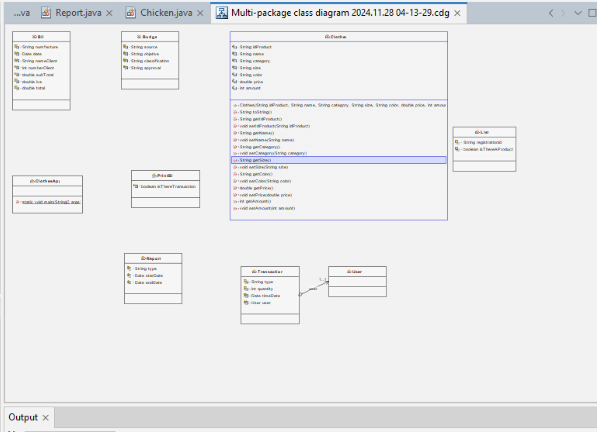 ...va Report.java Chicken.java Multi-package class diagram 2024.11.28 04-13-29.cdg
Bill
- String numFacture
- Date date
- String nameClient
- int numberClient
- double subTotal
- double iva
- double total
Budge
- String source
- String objetive
- String classification
- String approval
Clothes
- String idProduct
- String name
- String category
- String size
- String color
- double price
- int amount
+ Clothes(String idProduct, String name, String category, String size, String color, double price, int amour
+ String toString()
+ String getIdProduct()
+ void setIdProduct(String idProduct)
+ String getName()
+ void setName(String name)
+ String getCategory()
+ void setCategory(String category)
+ String getSize()
+ void setSize(String size)
+ String getColor()
+ void setColor(String color)
+ double getPrice()
+ void setPrice(double price)
+ int getAmount()
+ void setAmount(int amount)
List
- String registrationId
- boolean isThereAProduct
ClothesApp
+ static void main(String[] args)
- boolean isThereTransaction
Report
- String type
- Date startDate
- Date endDate
Transaction
- String type
- int quantity
- Date timeDate
- User user
User
Output